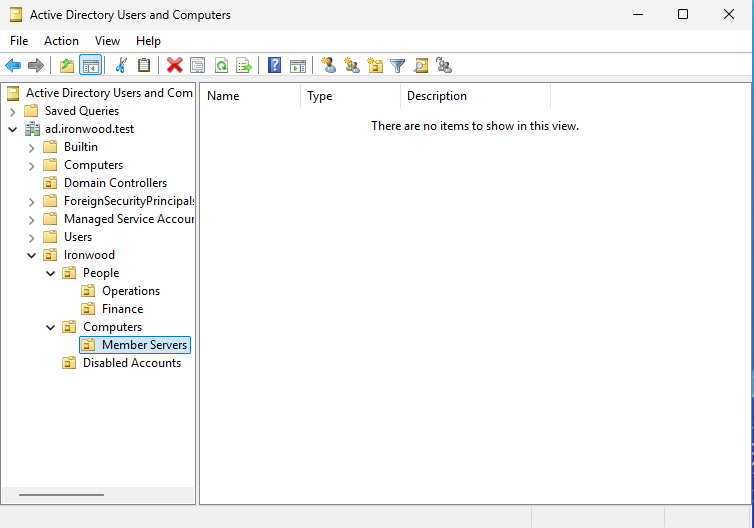 Active Directory Users and Computers
File Action View Help
Active Directory Users and Com
Saved Queries
ad.ironwood.test
Builtin
Computers
Domain Controllers
ForeignSecurityPrincipals
Managed Service Accour
Users
Ironwood
People
Operations
Finance
Computers
Member Servers
Disabled Accounts
Name Type Description
There are no items to show in this view.